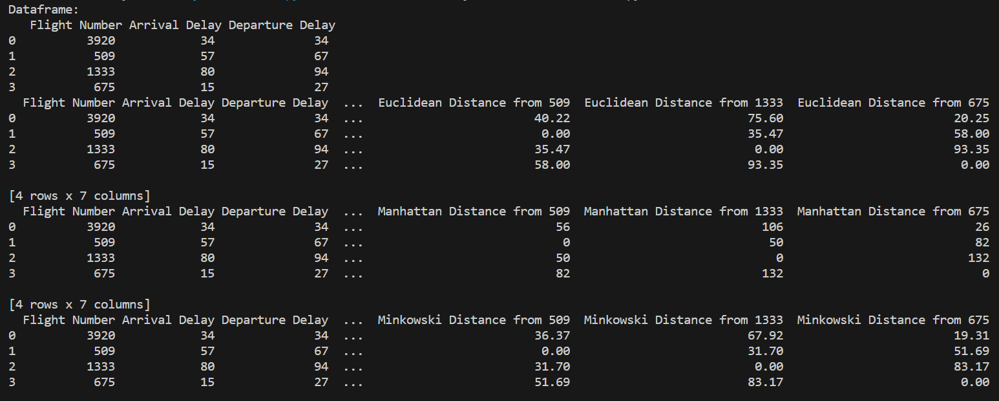 Dataframe:
   Flight Number Arrival Delay Departure Delay
0          3920            34              34
1           509            57              67
2          1333            80              94
3           675            15              27
  Flight Number Arrival Delay Departure Delay  ...  Euclidean Distance from 509  Euclidean Distance from 1333  Euclidean Distance from 675
0          3920            34              34  ...                        40.22                         75.60                        20.25
1           509            57              67  ...                         0.00                         35.47                        58.00
2          1333            80              94  ...                        35.47                          0.00                        93.35
3           675            15              27  ...                        58.00                         93.35                         0.00

[4 rows x 7 columns]
  Flight Number Arrival Delay Departure Delay  ...  Manhattan Distance from 509  Manhattan Distance from 1333  Manhattan Distance from 675
0          3920            34              34  ...                           56                           106                           26
1           509            57              67  ...                            0                            50                           82
2          1333            80              94  ...                           50                             0                          132
3           675            15              27  ...                           82                           132                            0

[4 rows x 7 columns]
  Flight Number Arrival Delay Departure Delay  ...  Minkowski Distance from 509  Minkowski Distance from 1333  Minkowski Distance from 675
0          3920            34              34  ...                        36.37                         67.92                        19.31
1           509            57              67  ...                         0.00                         31.70                        51.69
2          1333            80              94  ...                        31.70                          0.00                        83.17
3           675            15              27  ...                        51.69                         83.17                         0.00